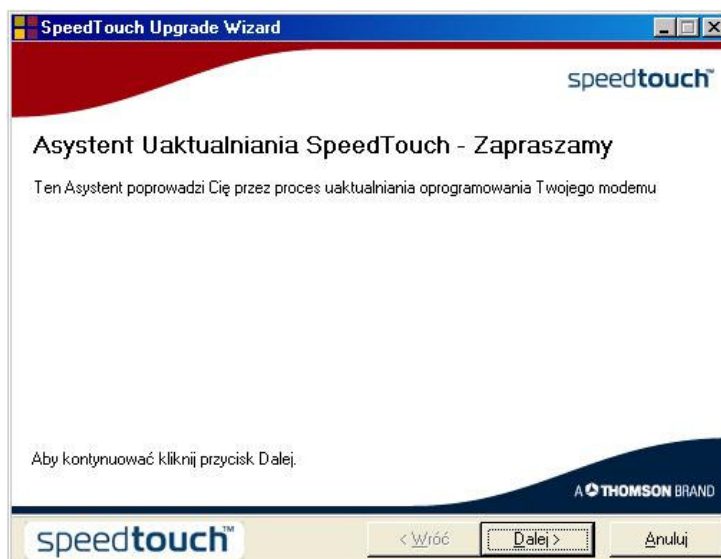 SpeedTouch Upgrade Wizard
speedtouch™
Asystent Uaktualniania SpeedTouch - Zapraszamy
Ten Asystent poprowadzi Cię przez proces uaktualniania oprogramowania Twojego modemu
Aby kontynuować kliknij przycisk Dalej.
A THOMSON BRAND
speedtouch™ < Wróć Dalej > Anuluj